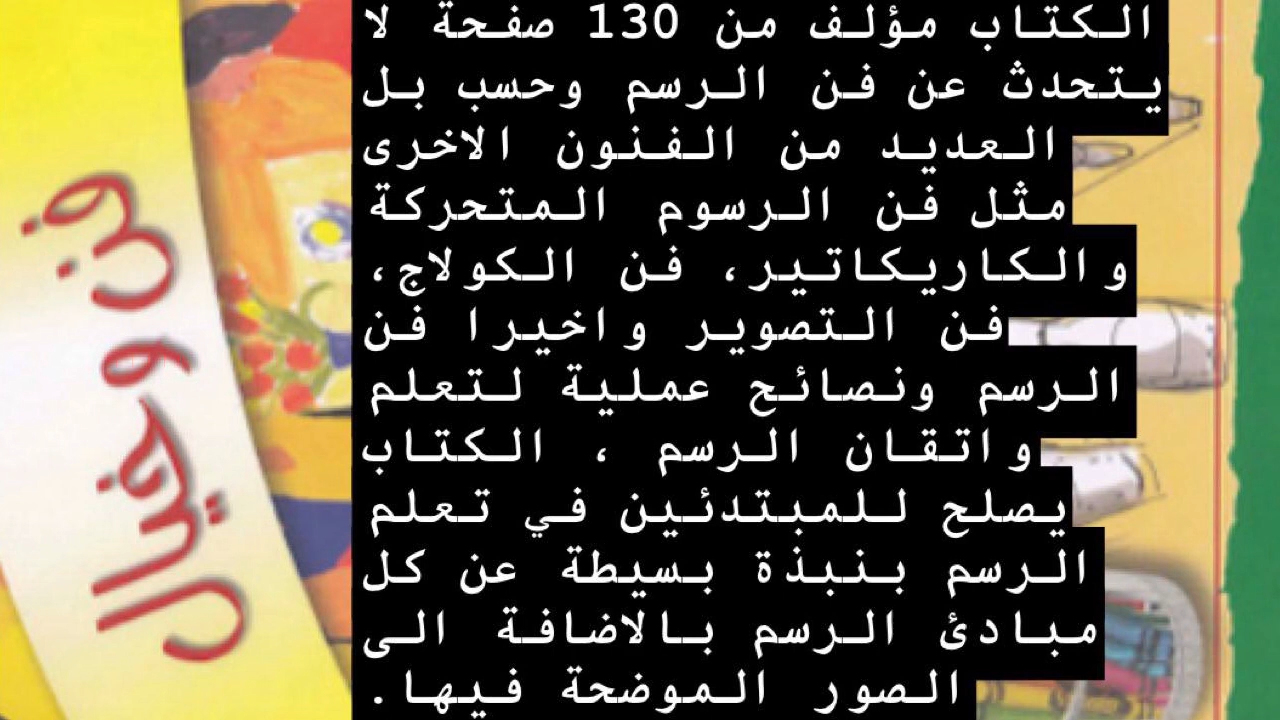 الكتاب مؤلف من 130 صفحة لا
يتحدث عن فن الرسم وحسب بل
العديد من الفنون الاخرى
مثل فن الرسوم المتحركة
والكاريكاتير، فن الكولاج،
فن التصوير واخيرا فن
الرسم ونصائح عملية لتعلم
واتقان الرسم ، الكتاب
يصلح للمبتدئين في تعلم
الرسم بنبذة بسيطة عن كل
مبادئ الرسم بالاضافة الى
الصور الموضحة فيها.
فن وخيال